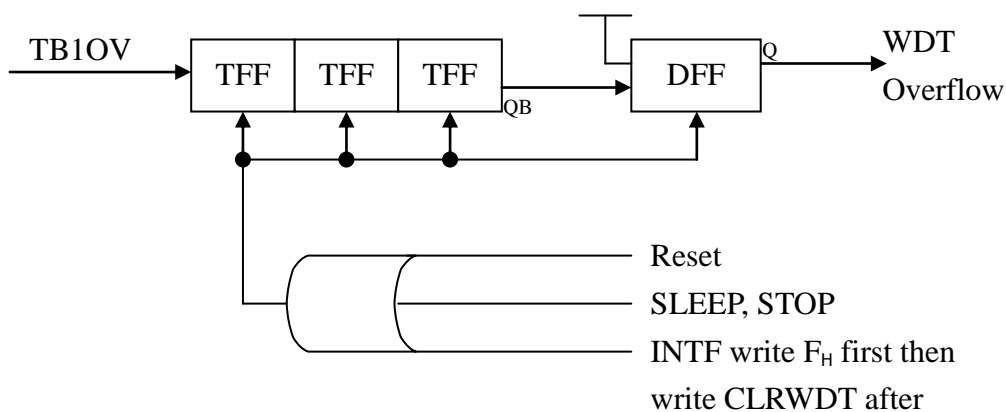 TB1OV
TFF TFF TFF
QB
DFF
Q
WDT
Overflow
Reset
SLEEP, STOP
INTF write FH first then
write CLRWDT after